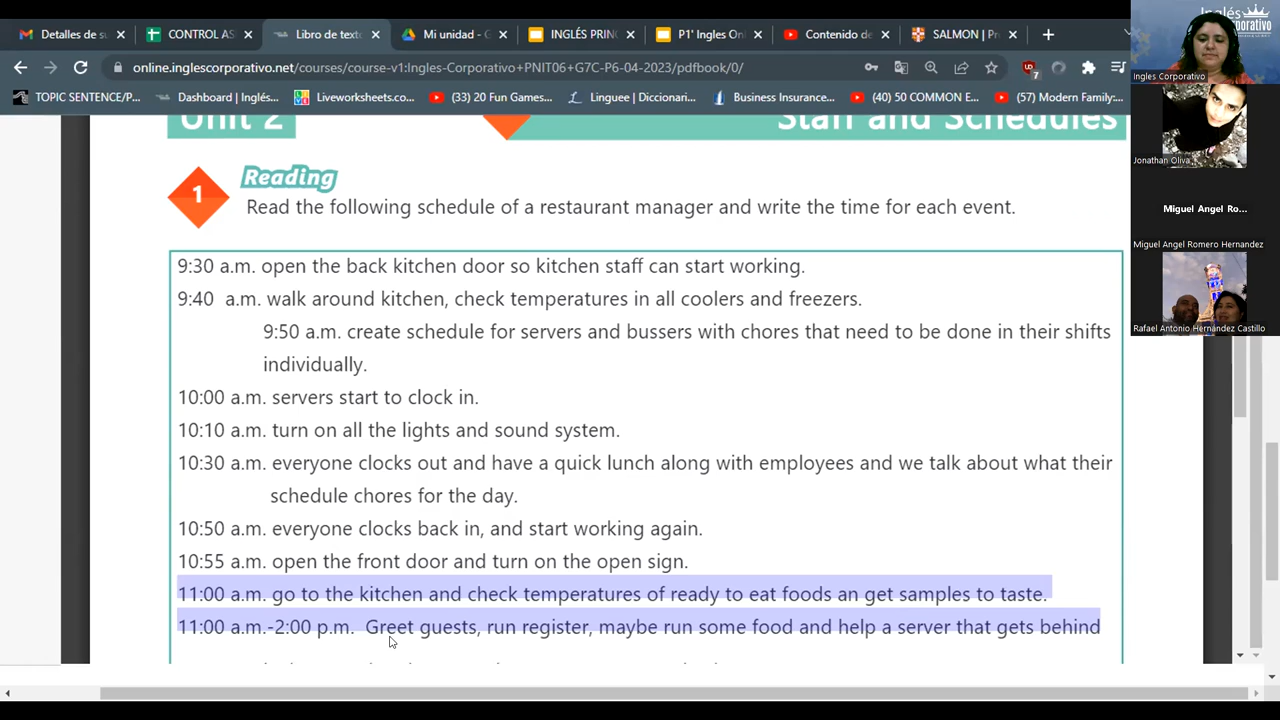 Detalles de su
CONTROL AS
Libro de texto
Mi unidad - G
INGLÉS PRINC
P1' Ingles Onl
Contenido de
SALMON | Pr
online.inglescorporativo.net/courses/course-v1:Ingles-Corporativo+PNIT06+G7C-P6-04-2023/pdfbook/0/
7
TOPIC SENTENCE/P...
Dashboard | Inglés...
Liveworksheets.co...
(33) 20 Fun Games...
Linguee | Diccionari...
Business Insurance...
(40) 50 COMMON E...
(57) Modern Family:...
Unit 2
Staff and Schedules
1
Reading
Read the following schedule of a restaurant manager and write the time for each event.
9:30 a.m. open the back kitchen door so kitchen staff can start working.
9:40 a.m. walk around kitchen, check temperatures in all coolers and freezers.
9:50 a.m. create schedule for servers and bussers with chores that need to be done in their shifts
individually.
10:00 a.m. servers start to clock in.
10:10 a.m. turn on all the lights and sound system.
10:30 a.m. everyone clocks out and have a quick lunch along with employees and we talk about what their
schedule chores for the day.
10:50 a.m. everyone clocks back in, and start working again.
10:55 a.m. open the front door and turn on the open sign.
11:00 a.m. go to the kitchen and check temperatures of ready to eat foods an get samples to taste.
11:00 a.m.-2:00 p.m. Greet guests, run register, maybe run some food and help a server that gets behind
Inglés
Corporativo
Ingles Corporativo
Jonathan Oliva
Miguel Angel Ro...
Miguel Angel Romero Hernandez
Rafael Antonio Hernandez Castillo